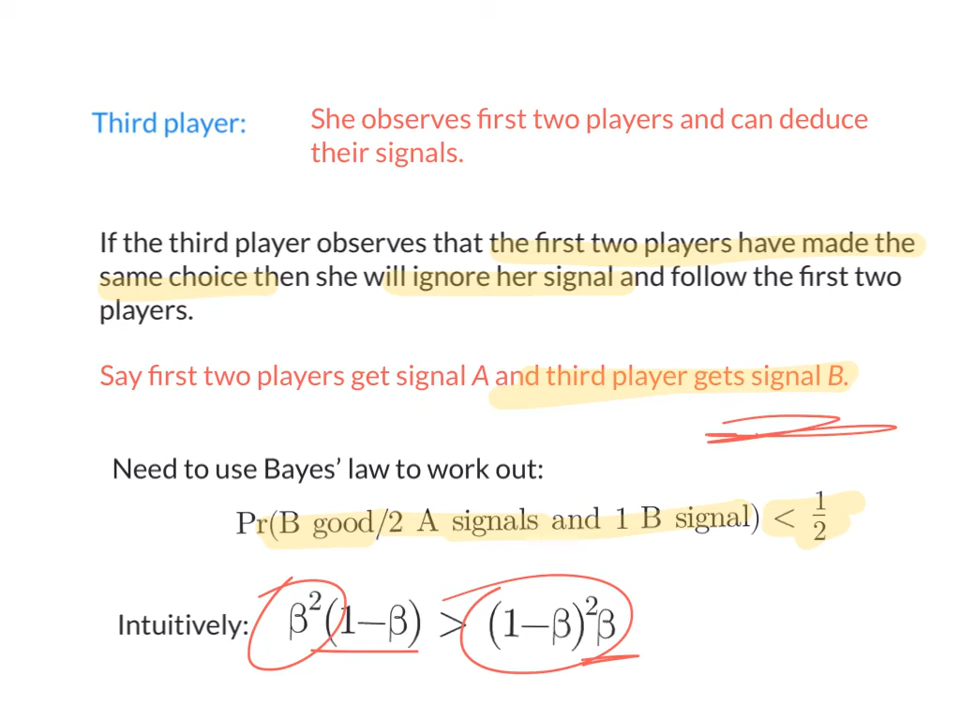 Third player:
She observes first two players and can deduce
their signals.
If the third player observes that the first two players have made the
same choice then she will ignore her signal and follow the first two
players.
Say first two players get signal A and third player gets signal B.
Need to use Bayes’ law to work out:
Pr(B good/2 A signals and 1 B signal) < 1/2
Intuitively: β²(1−β) > (1−β)²β